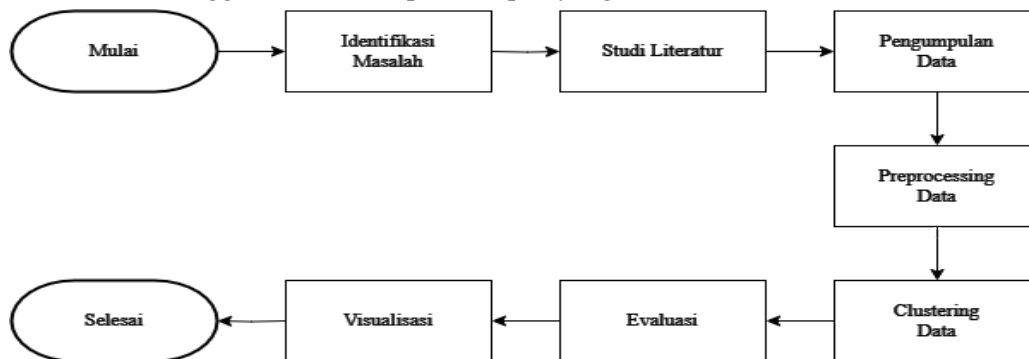 Mulai
Identifikasi
Masalah
Studi Literatur
Pengumpulan
Data
Preprocessing
Data
Clustering
Data
Evaluasi
Visualisasi
Selesai